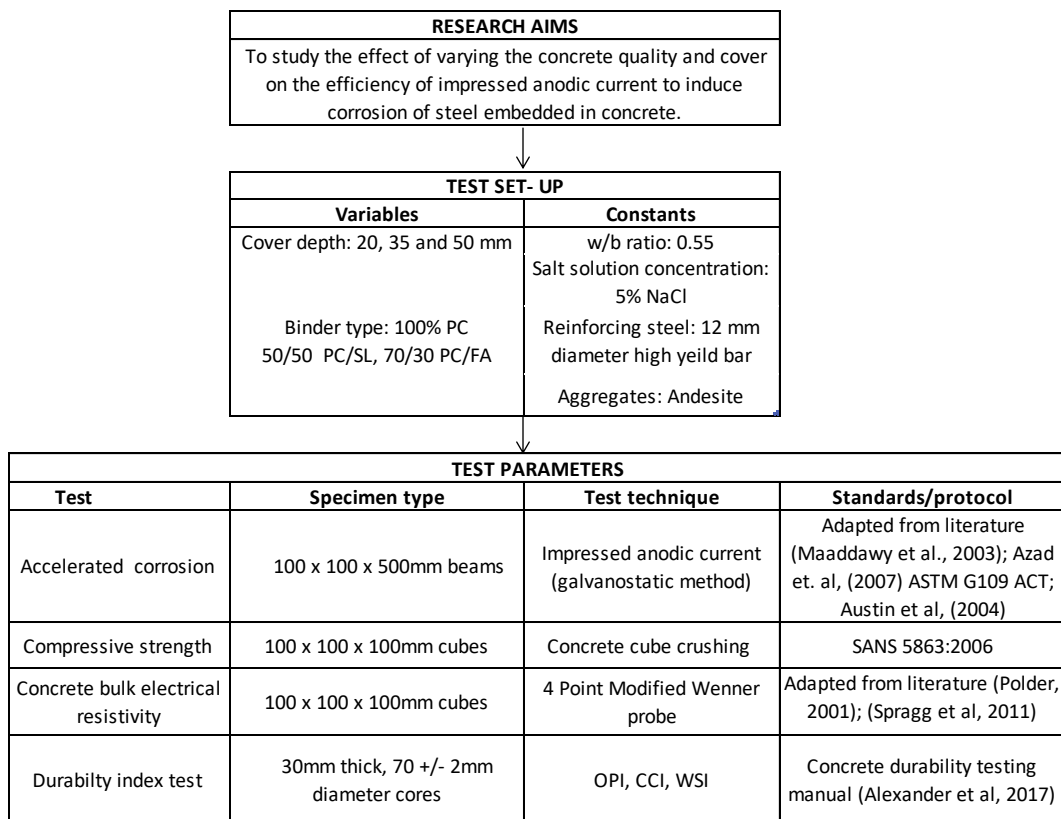 RESEARCH AIMS
To study the effect of varying the concrete quality and cover
on the efficiency of impressed anodic current to induce
corrosion of steel embedded in concrete.
TEST SET- UP
Variables
Constants
Cover depth: 20, 35 and 50 mm
w/b ratio: 0.55
Salt solution concentration:
5% NaCl
Binder type: 100% PC
50/50 PC/SL, 70/30 PC/FA
Reinforcing steel: 12 mm
diameter high yeild bar
Aggregates: Andesite
TEST PARAMETERS
Test
Specimen type
Test technique
Standards/protocol
Accelerated corrosion
100 x 100 x 500mm beams
Impressed anodic current
(galvanostatic method)
Adapted from literature
(Maaddawy et al., 2003); Azad
et. al, (2007) ASTM G109 ACT;
Austin et al, (2004)
Compressive strength
100 x 100 x 100mm cubes
Concrete cube crushing
SANS 5863:2006
Concrete bulk electrical
resistivity
100 x 100 x 100mm cubes
4 Point Modified Wenner
probe
Adapted from literature (Polder,
2001); (Spragg et al, 2011)
Durabilty index test
30mm thick, 70 +/- 2mm
diameter cores
OPI, CCI, WSI
Concrete durability testing
manual (Alexander et al, 2017)